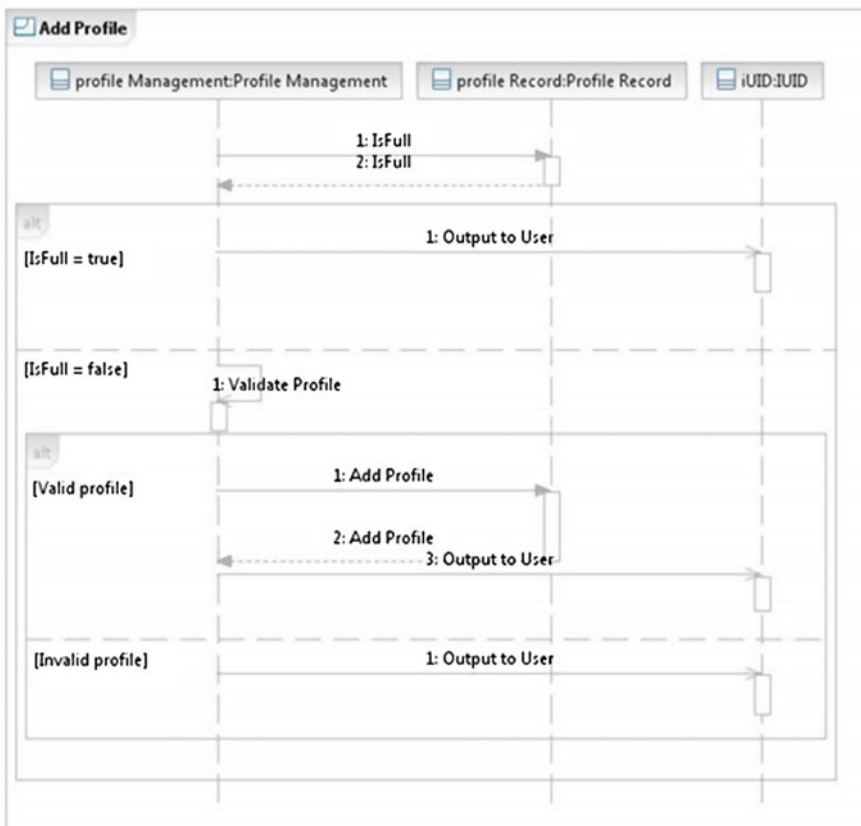 Add Profile
profile Management:Profile Management
profile Record:Profile Record
iUID:IUID
1: IsFull
2: IsFull
alt
1: Output to User
[IsFull = true]
[IsFull = false]
1: Validate Profile
alt
1: Add Profile
[Valid profile]
2: Add Profile
3: Output to User
[Invalid profile]
1: Output to User